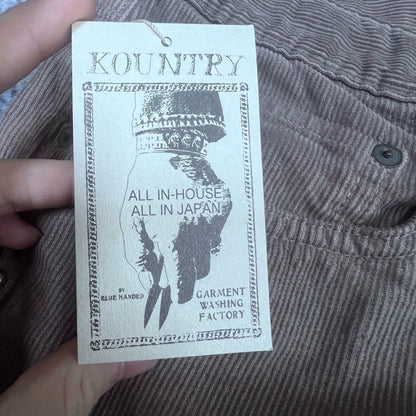 KOUNTRY
ALL IN-HOUSE
ALL IN JAPAN
BY
BLUE HANDED
GARMENT
WASHING
FACTORY